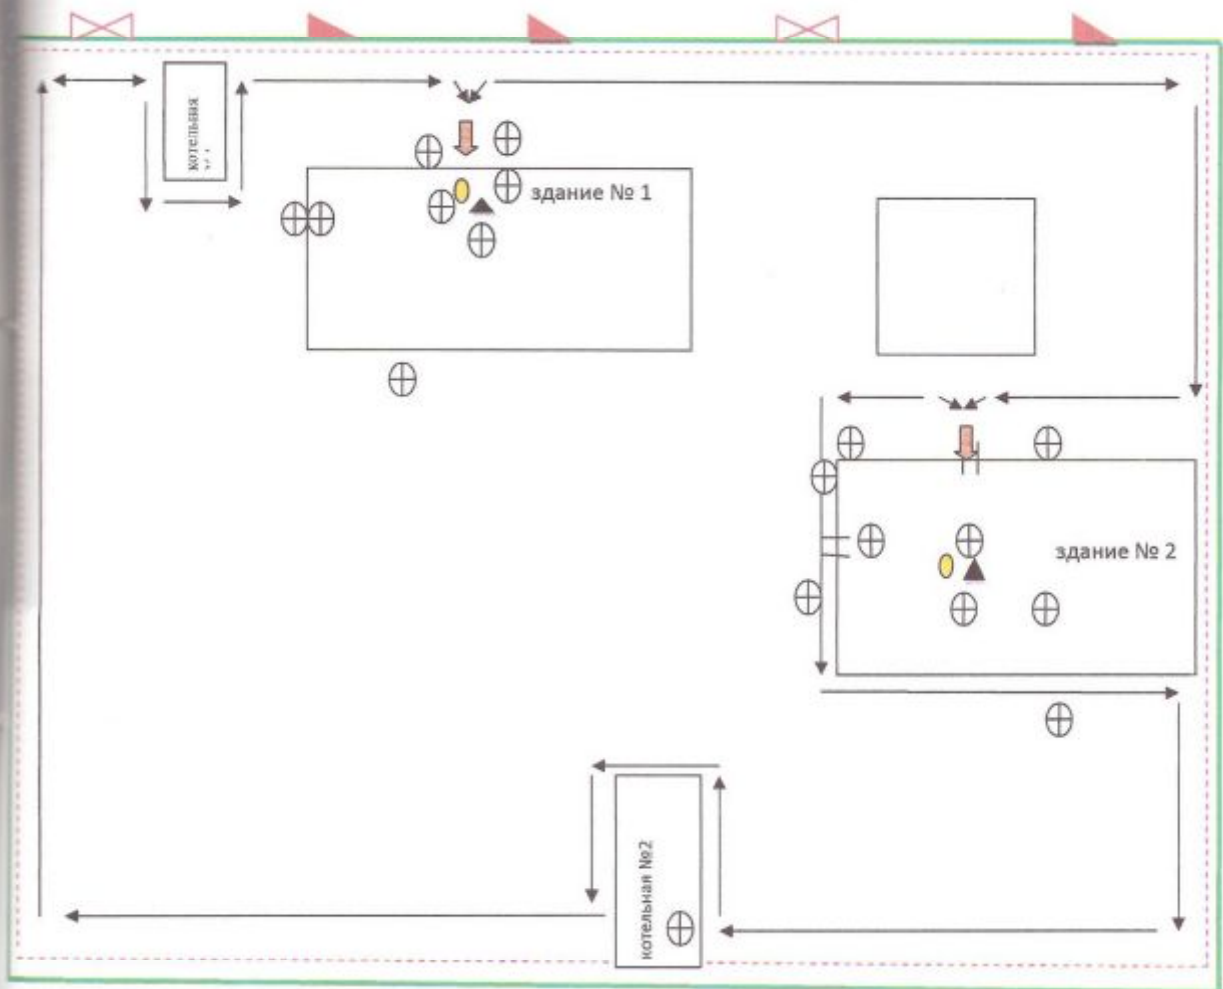 котельная
здание № 1
здание № 2
котельная №2